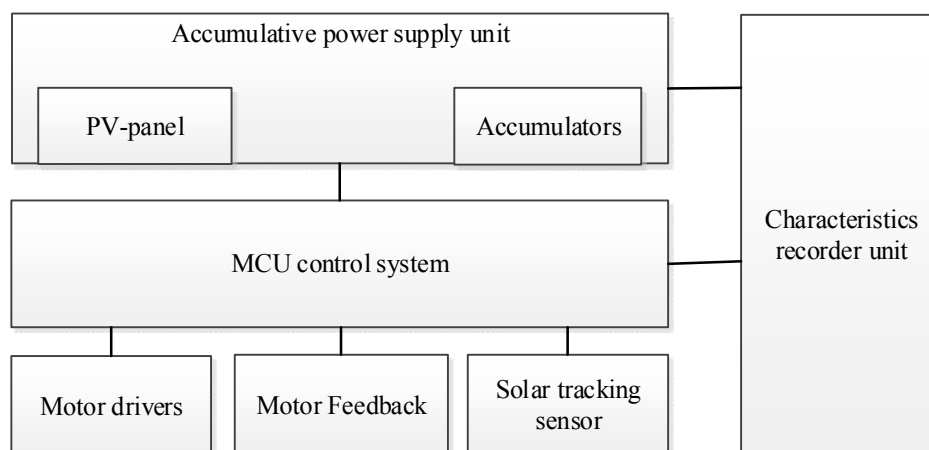 Accumulative power supply unit
PV-panel
Accumulators
MCU control system
Characteristics
recorder unit
Motor drivers
Motor Feedback
Solar tracking
sensor